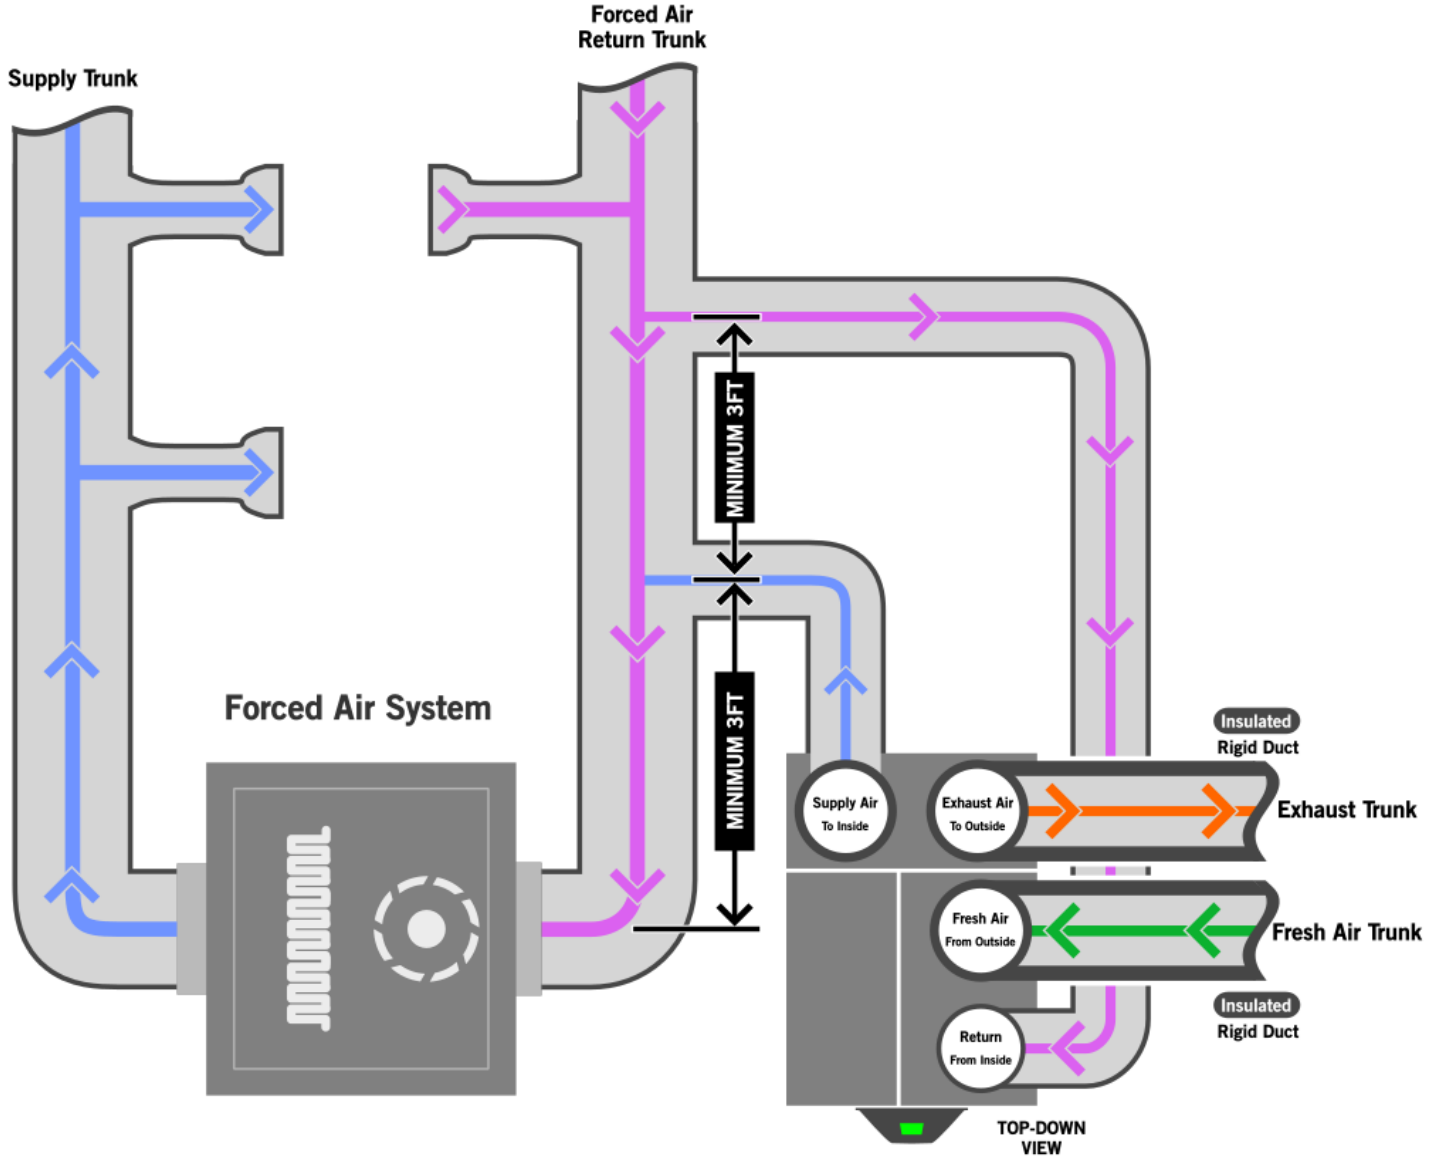 Forced Air
Return Trunk
Supply Trunk
MINIMUM 3FT
Forced Air System
MINIMUM 3FT
Insulated
Rigid Duct
Supply Air
To Inside
Exhaust Air
To Outside
Exhaust Trunk
Fresh Air
From Outside
Fresh Air Trunk
Insulated
Rigid Duct
Return
From Inside
TOP-DOWN
VIEW